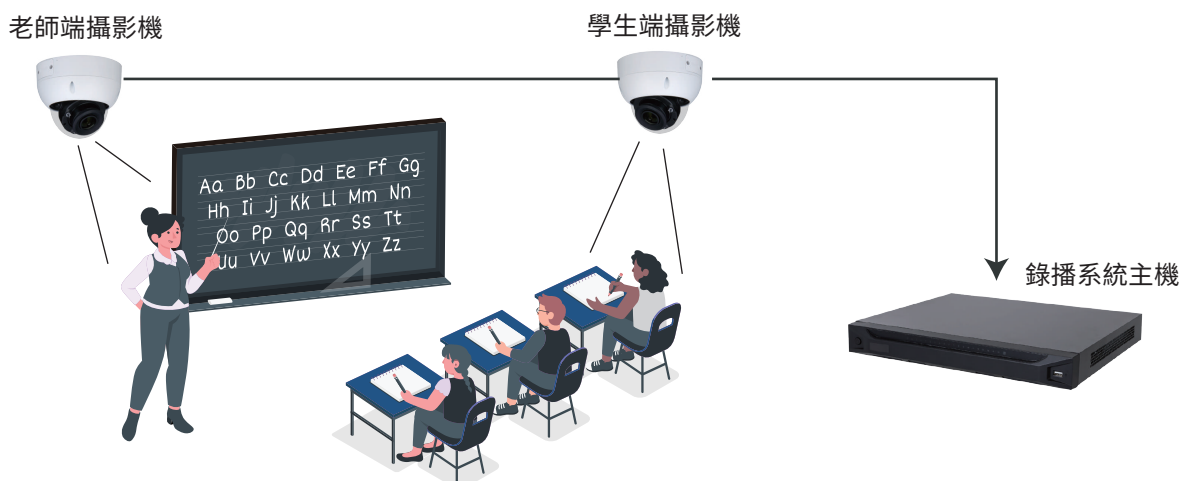 老師端攝影機
學生端攝影機
Aa Bb Cc Dd Ee Ff Gg
Hh Ii Jj Kk Ll Mm Nn
Oo Pp Qq Rr Ss Tt
Uu Vv Ww Xx Yy Zz
錄播系統主機